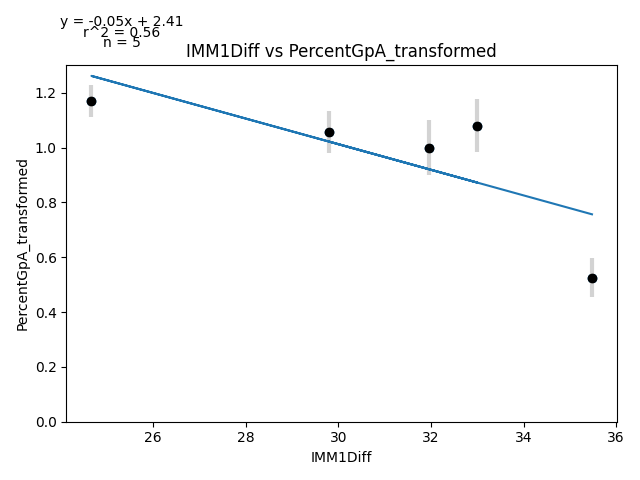 y = -0.05x + 2.41
r^2 = 0.56
n = 5
IMM1Diff vs PercentGpA_transformed
PercentGpA_transformed
1.2
1.0
0.8
0.6
0.4
0.2
0.0
26
28
30
32
34
36
IMM1Diff